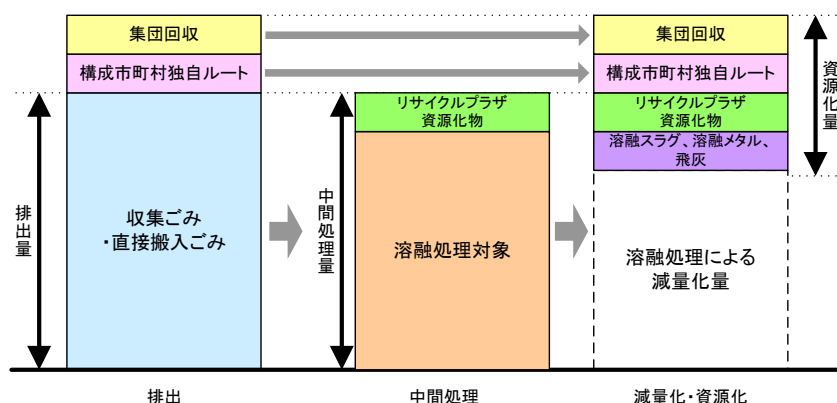 集団回収
構成市町村独自ルート
収集ごみ
・直接搬入ごみ
排出量
排出
リサイクルプラザ
資源化物
溶融処理対象
中間処理量
中間処理
集団回収
構成市町村独自ルート
リサイクルプラザ
資源化物
溶融スラグ、溶融メタル、
飛灰
溶融処理による
減量化量
資源化量
減量化・資源化